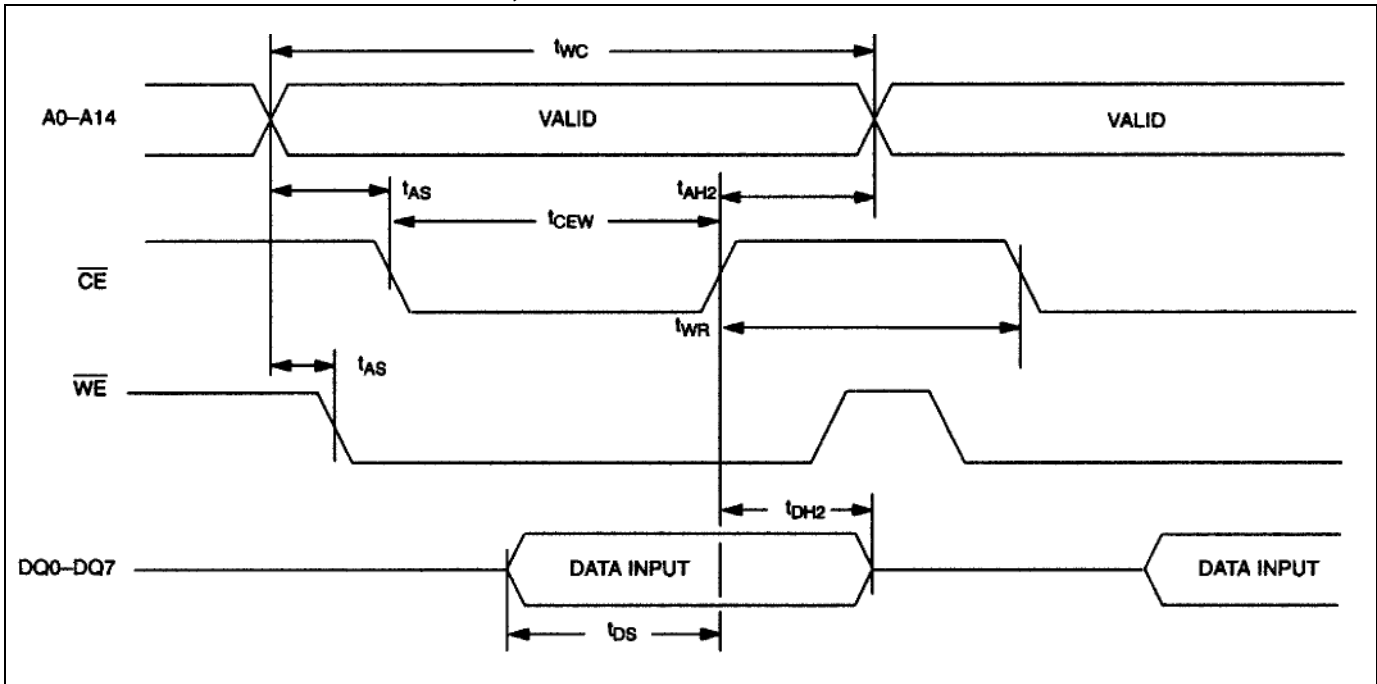 tWC
A0–A14
VALID
VALID
tAS
tAH2
tCEW
CE
tWR
tAS
WE
tDH2
DQ0–DQ7
DATA INPUT
DATA INPUT
tDS